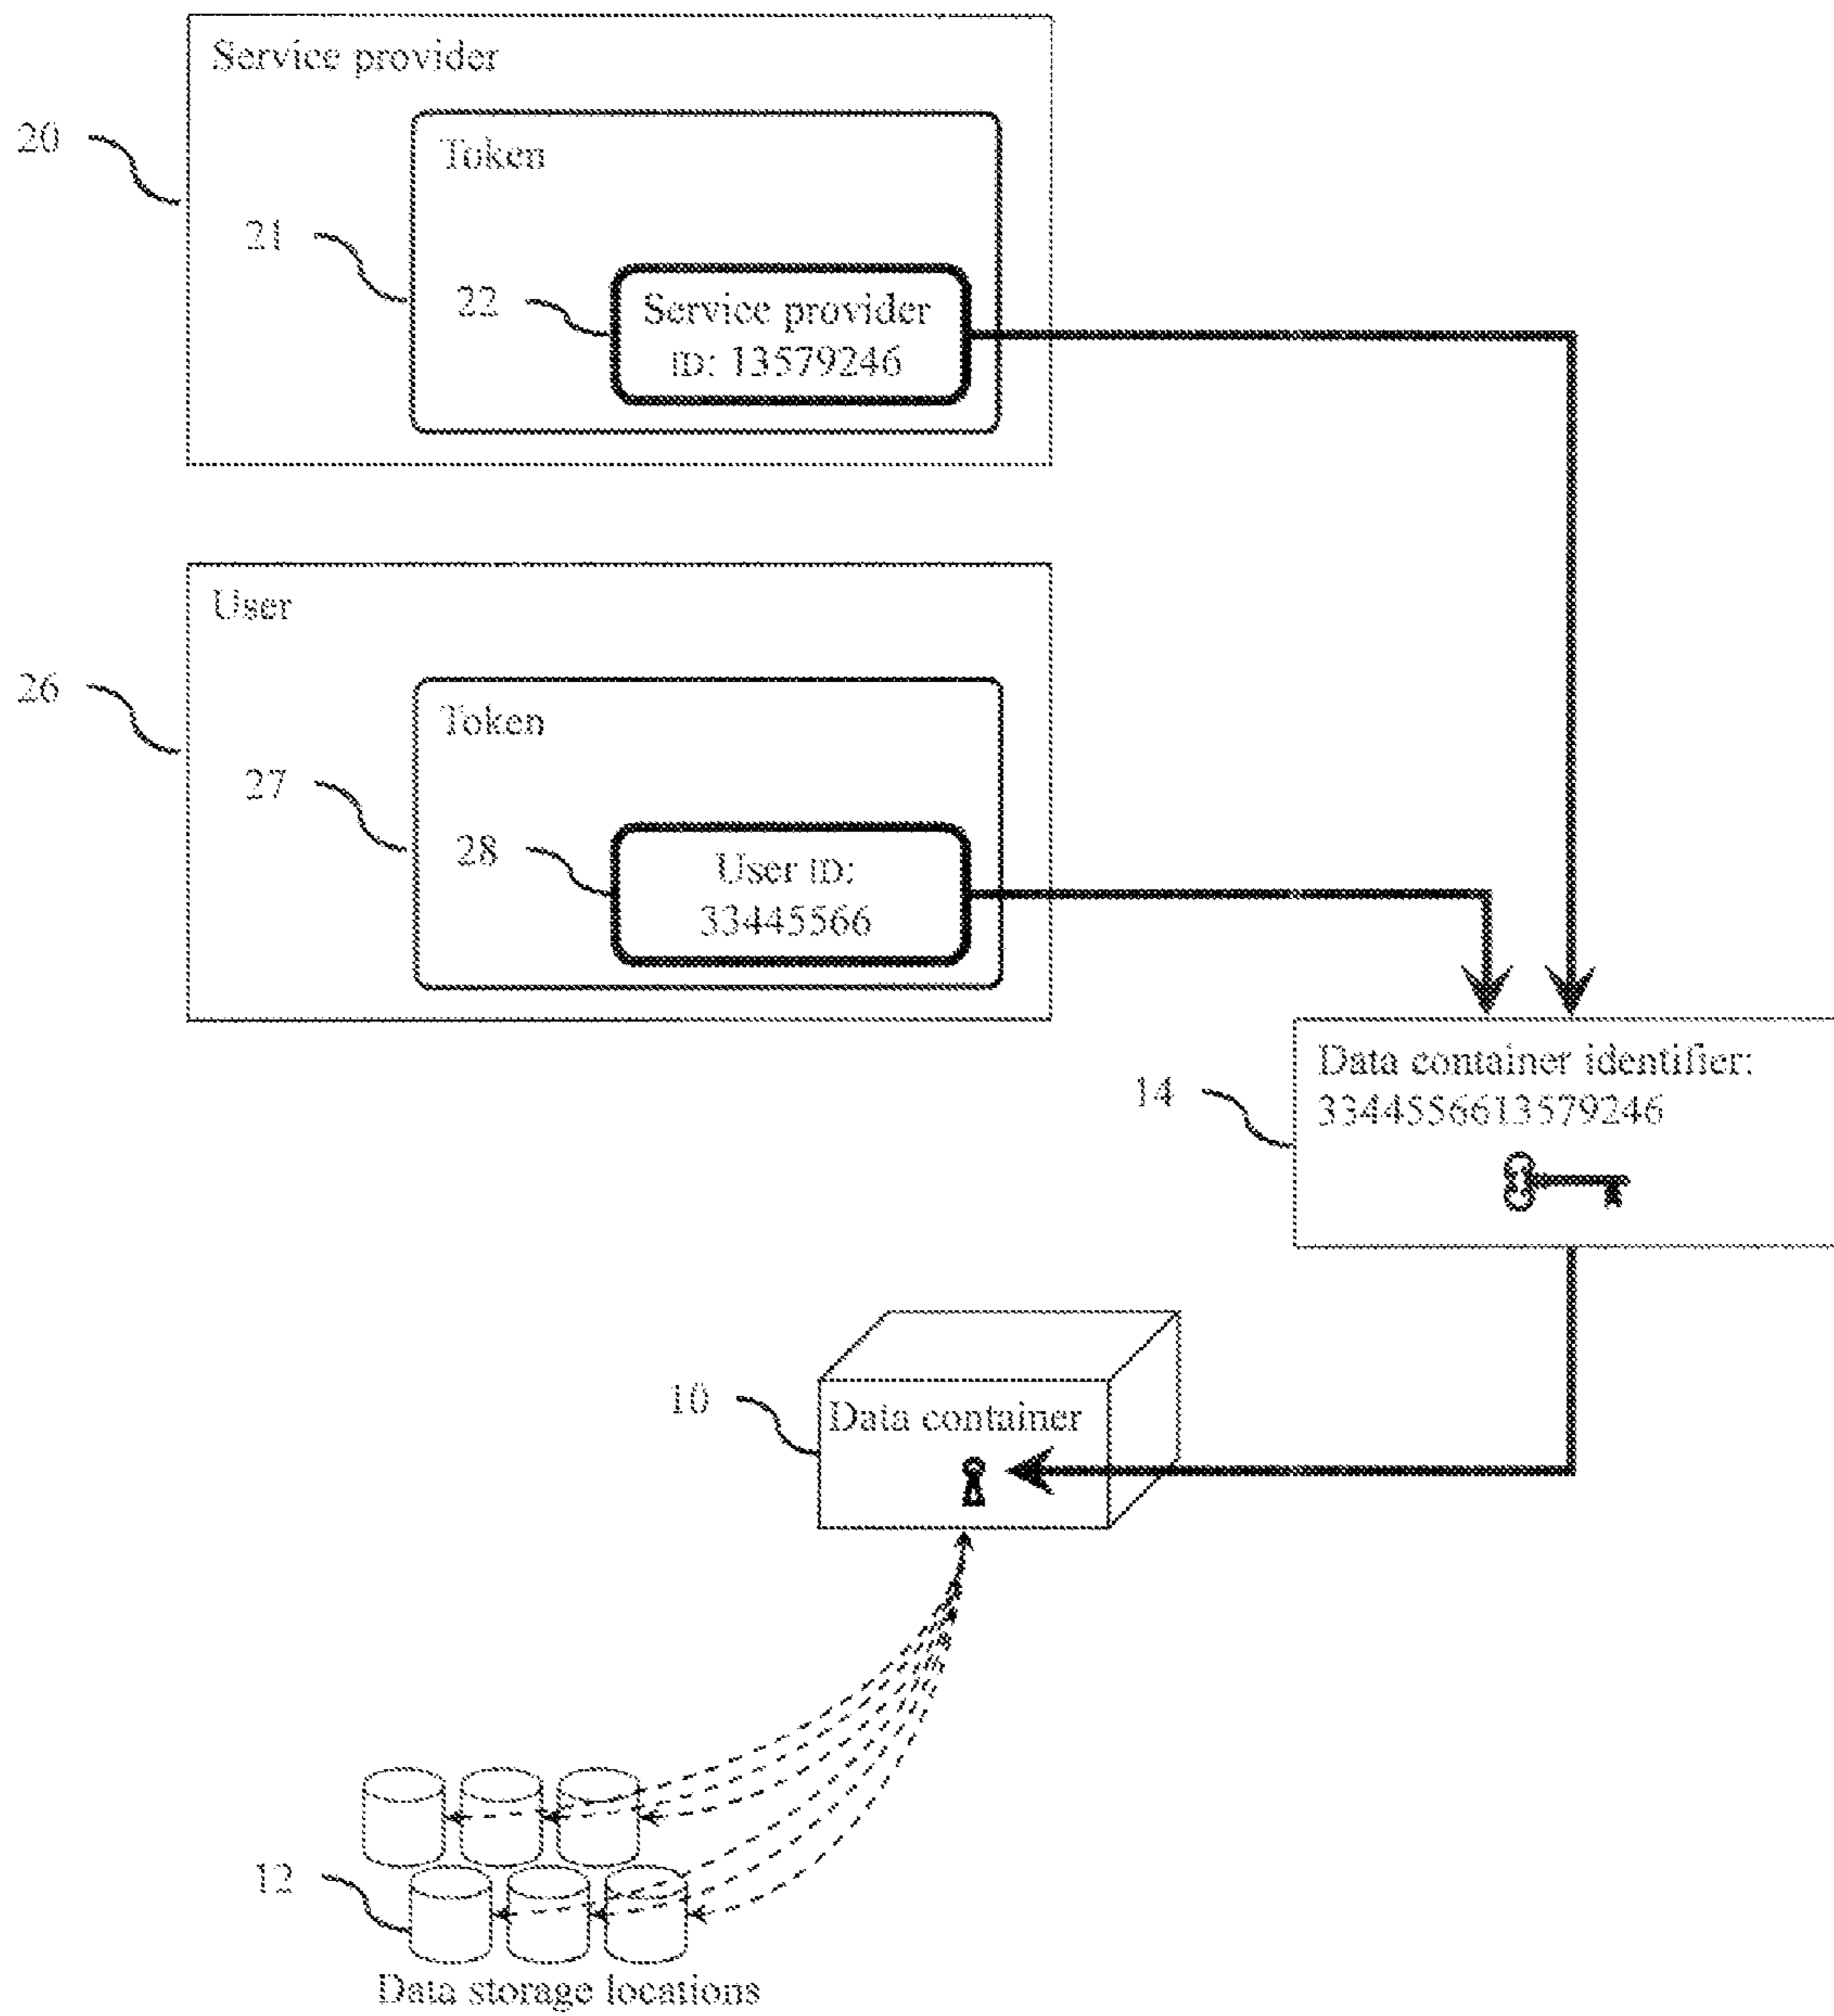 Service provider
20
Token
21
22
Service provider
ID: 13579246
User
26
Token
27
28
User ID:
33445566
Data container identifier:
14
3344556613579246
10
Data container
12
Data storage locations